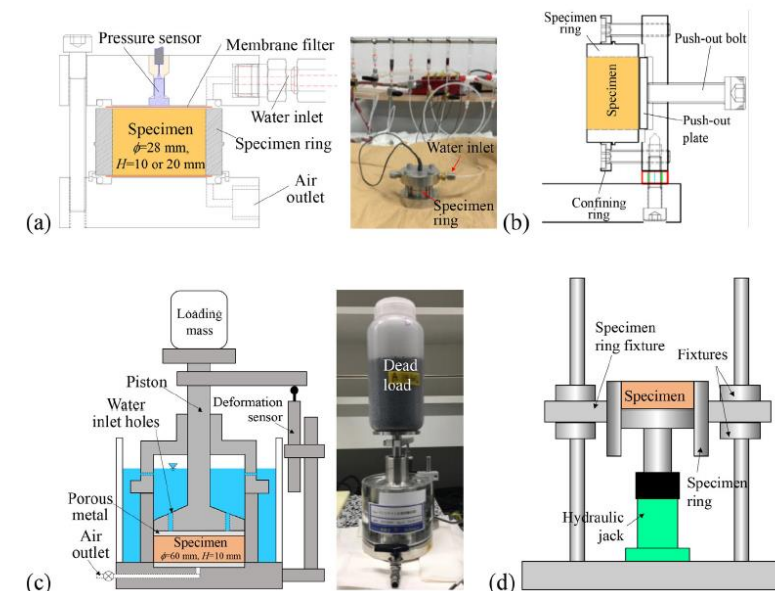 (a)
Pressure sensor
Membrane filter
Water inlet
Specimen
ϕ=28 mm,
H=10 or 20 mm
Specimen ring
Air
outlet
Water inlet
Specimen
ring
(b)
Specimen
ring
Push-out bolt
Specimen
Push-out
plate
Confining
ring
(c)
Loading
mass
Piston
Deformation
sensor
Water
inlet holes
Porous
metal
Specimen
ϕ=60 mm, H=10 mm
Air
outlet
Dead
load
(d)
Specimen
ring fixture
Fixtures
Specimen
Specimen
ring
Hydraulic
jack